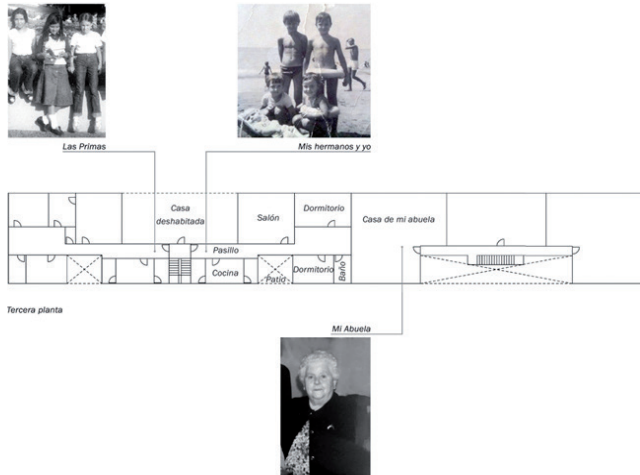 Las Primas
Mis hermanos y yo
Casa
deshabitada
Salón
Dormitorio
Casa de mi abuela
Pasillo
Cocina
Patio
Dormitorio
Baño
Tercera planta
Mi Abuela